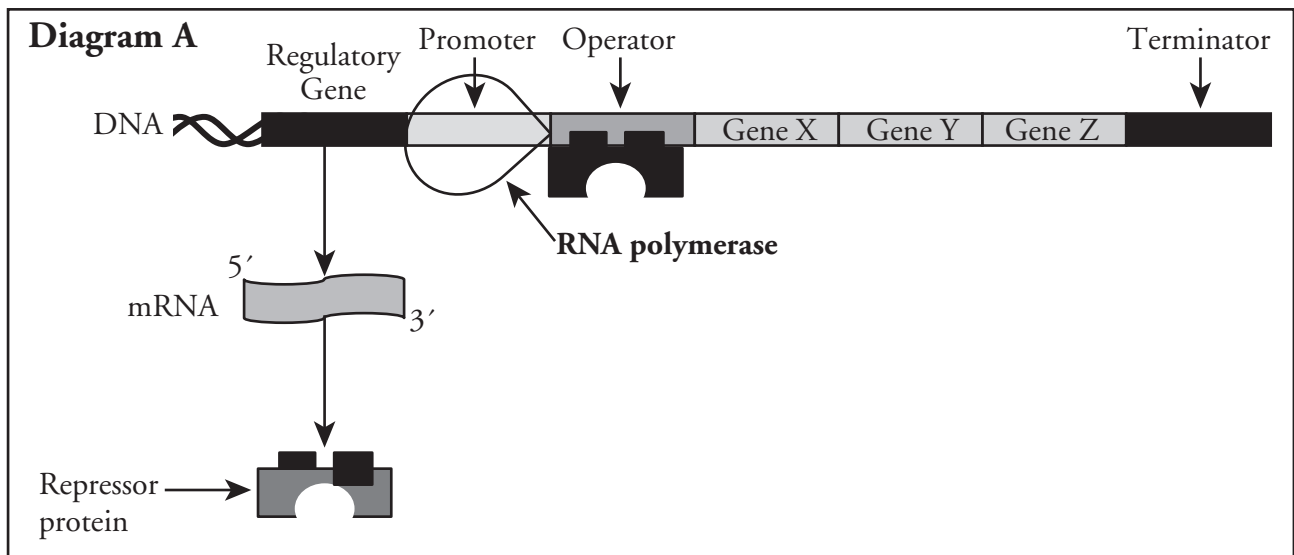 Diagram A
Regulatory
Gene
Promoter
Operator
Terminator
DNA
Gene X
Gene Y
Gene Z
RNA polymerase
5′
mRNA
3′
Repressor
protein